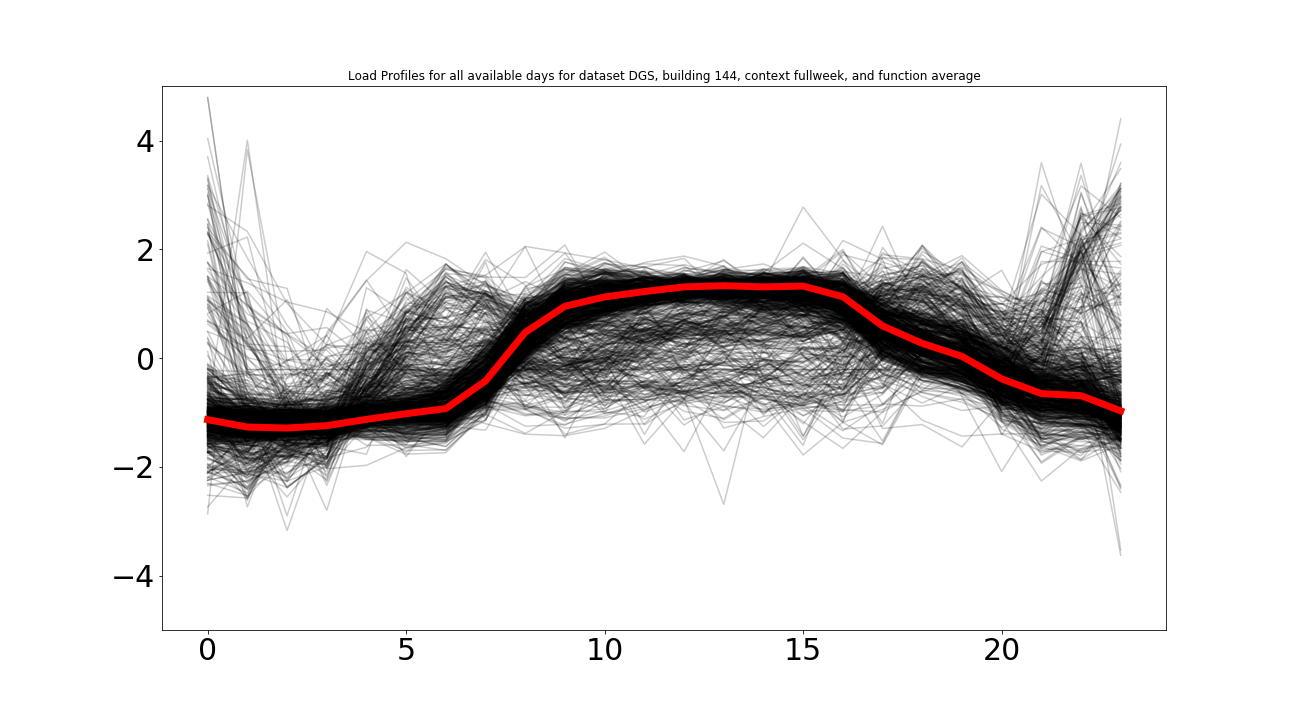 Load Profiles for all available days for dataset DGS, building 144, context fullweek, and function average
4
2
0
−2
−4
0 5 10 15 20